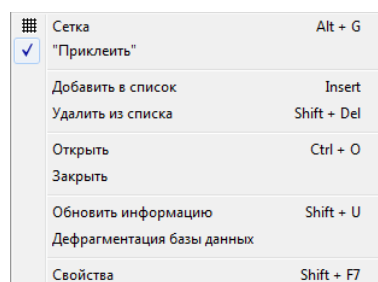 Сетка Alt + G
"Приклеить"
Добавить в список Insert
Удалить из списка Shift + Del
Открыть Ctrl + O
Закрыть
Обновить информацию Shift + U
Дефрагментация базы данных
Свойства Shift + F7